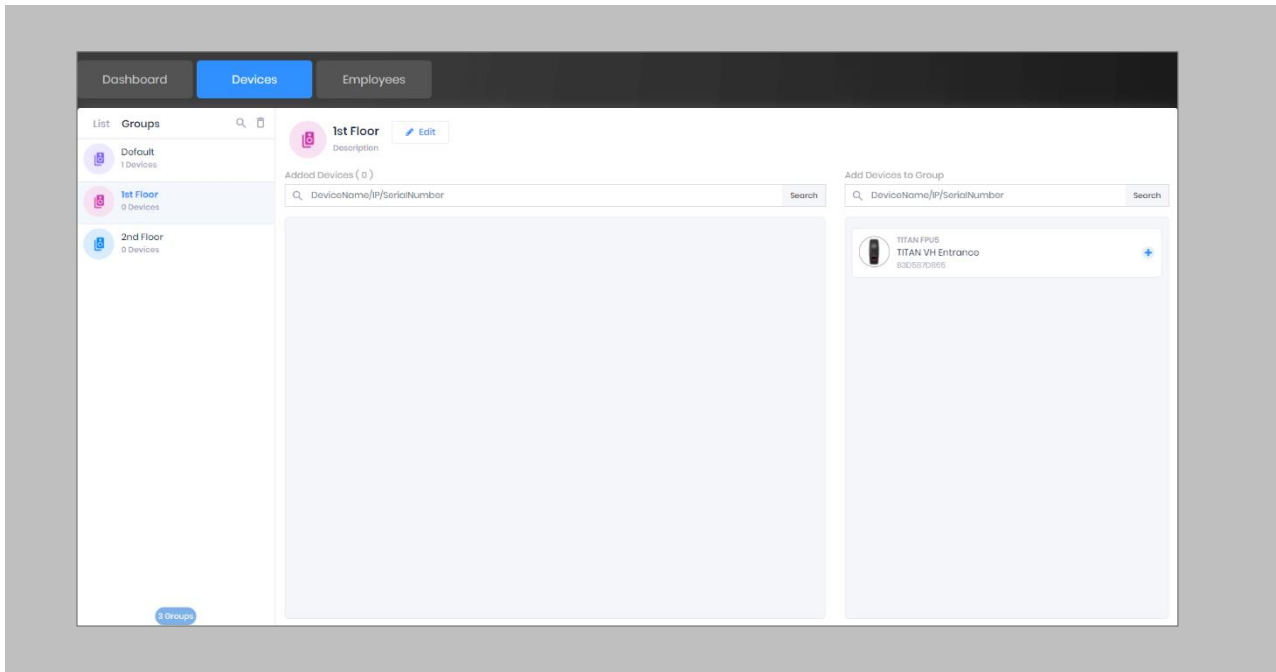 Dashboard Devices Employees
List Groups
Default
1 Devices
1st Floor
0 Devices
2nd Floor
0 Devices
3 Groups
1st Floor Edit
Description
Added Devices ( 0 )
DeviceName/IP/SerialNumber Search
Add Devices to Group
DeviceName/IP/SerialNumber Search
TITAN FPU5
TITAN VH Entrance